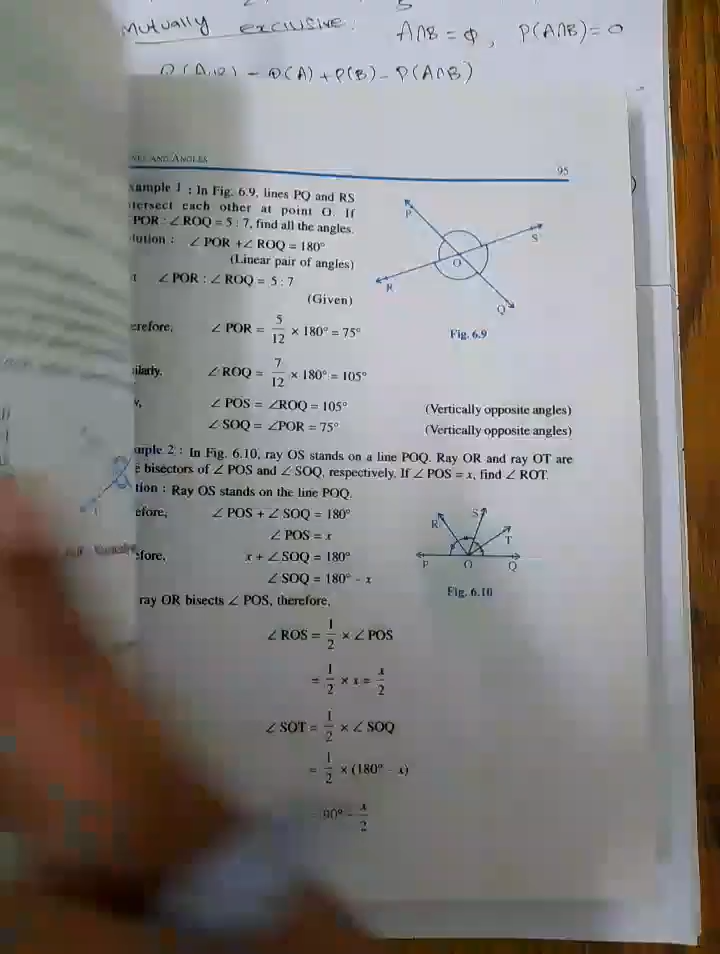 Mutually exclusive. A∩B = ϕ, P(A∩B) = 0
P(A) + P(B) - P(A∩B)
AND ANGLES
95
xample 1 : In Fig. 6.9, lines PQ and RS
ntersect each other at point O. If
POR : ∠ ROQ = 5 : 7, find all the angles.
lution : ∠ POR + ∠ ROQ = 180°
(Linear pair of angles)
∠ POR : ∠ ROQ = 5 : 7
(Given)
erefore, ∠ POR = 5/12 × 180° = 75°
ilarly, ∠ ROQ = 7/12 × 180° = 105°
∠ POS = ∠ROQ = 105° (Vertically opposite angles)
∠ SOQ = ∠POR = 75° (Vertically opposite angles)
P
S
O
R
Q
Fig. 6.9
mple 2 : In Fig. 6.10, ray OS stands on a line POQ. Ray OR and ray OT are
e bisectors of ∠ POS and ∠ SOQ, respectively. If ∠ POS = x, find ∠ ROT.
tion : Ray OS stands on the line POQ.
efore, ∠ POS + ∠ SOQ = 180°
∠ POS = x
efore, x + ∠ SOQ = 180°
∠ SOQ = 180° – x
R
S
T
P
O
Q
Fig. 6.10
ray OR bisects ∠ POS, therefore,
∠ ROS = 1/2 × ∠ POS
= 1/2 × x = x/2
∠ SOT = 1/2 × ∠ SOQ
= 1/2 × (180° – x)
90° – x/2